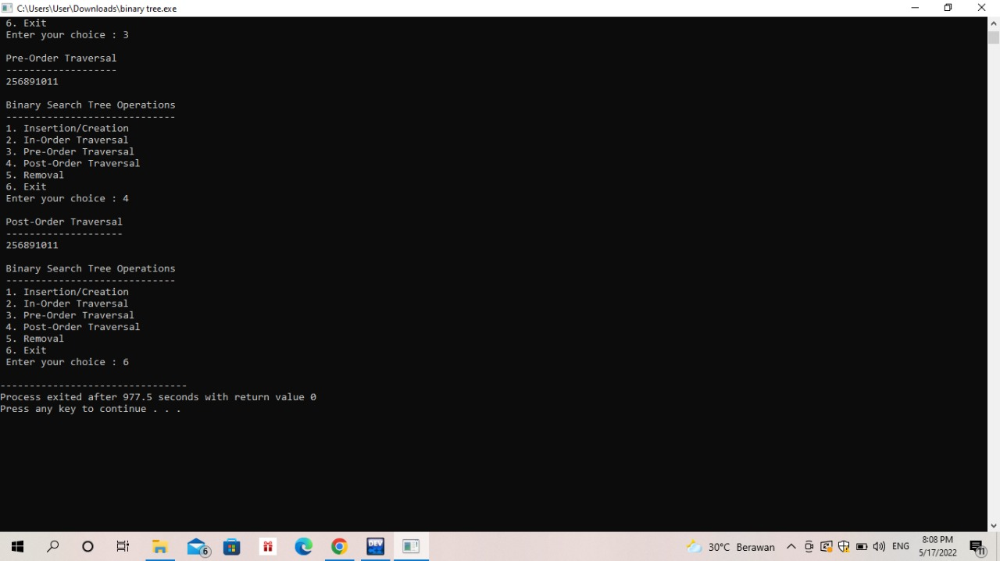 C:\Users\User\Downloads\binary tree.exe
6. Exit
Enter your choice : 3
Pre-Order Traversal
-------------------
256891011
Binary Search Tree Operations
-----------------------------
1. Insertion/Creation
2. In-Order Traversal
3. Pre-Order Traversal
4. Post-Order Traversal
5. Removal
6. Exit
Enter your choice : 4
Post-Order Traversal
--------------------
256891011
Binary Search Tree Operations
-----------------------------
1. Insertion/Creation
2. In-Order Traversal
3. Pre-Order Traversal
4. Post-Order Traversal
5. Removal
6. Exit
Enter your choice : 6
--------------------------------
Process exited after 977.5 seconds with return value 0
Press any key to continue . . .
6
DEV
30°C Berawan
ENG
8:08 PM
5/17/2022
11